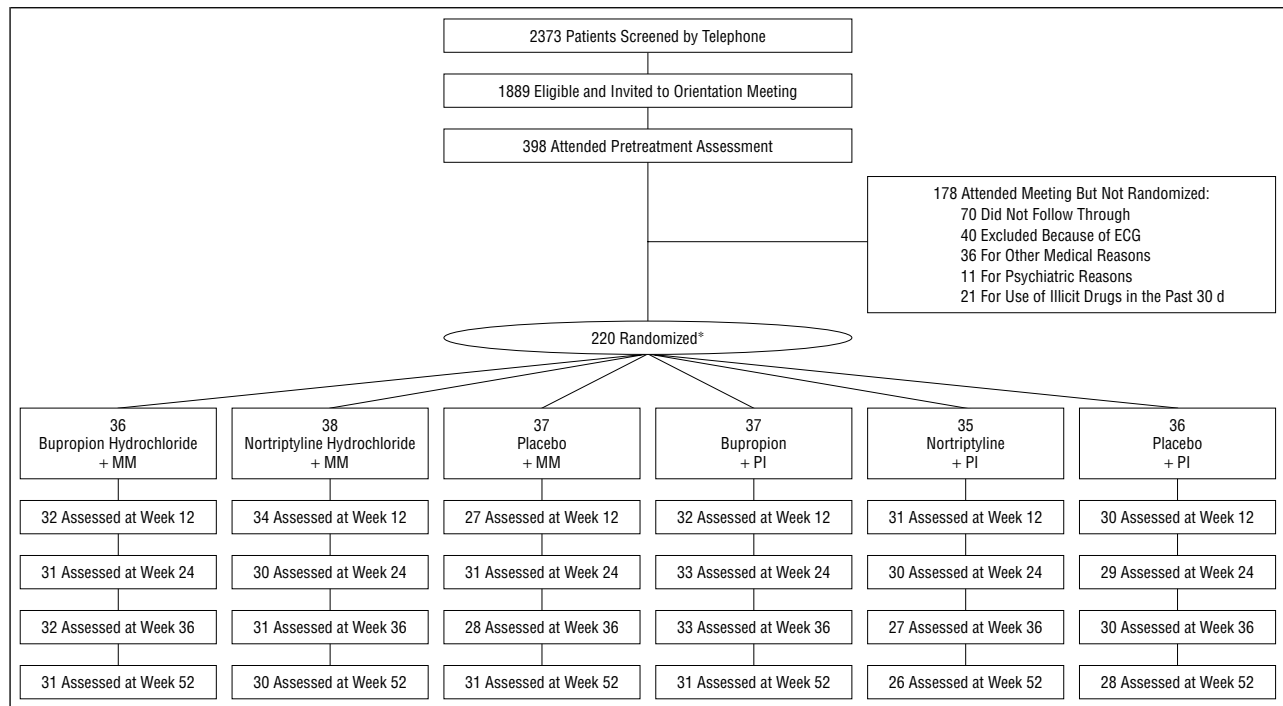 2373 Patients Screened by Telephone
1889 Eligible and Invited to Orientation Meeting
398 Attended Pretreatment Assessment
178 Attended Meeting But Not Randomized:
70 Did Not Follow Through
40 Excluded Because of ECG
36 For Other Medical Reasons
11 For Psychiatric Reasons
21 For Use of Illicit Drugs in the Past 30 d
220 Randomized*
36
Bupropion Hydrochloride
+ MM
38
Nortriptyline Hydrochloride
+ MM
37
Placebo
+ MM
37
Bupropion
+ PI
35
Nortriptyline
+ PI
36
Placebo
+ PI
32 Assessed at Week 12
34 Assessed at Week 12
27 Assessed at Week 12
32 Assessed at Week 12
31 Assessed at Week 12
30 Assessed at Week 12
31 Assessed at Week 24
30 Assessed at Week 24
31 Assessed at Week 24
33 Assessed at Week 24
30 Assessed at Week 24
29 Assessed at Week 24
32 Assessed at Week 36
31 Assessed at Week 36
28 Assessed at Week 36
33 Assessed at Week 36
27 Assessed at Week 36
30 Assessed at Week 36
31 Assessed at Week 52
30 Assessed at Week 52
31 Assessed at Week 52
31 Assessed at Week 52
26 Assessed at Week 52
28 Assessed at Week 52